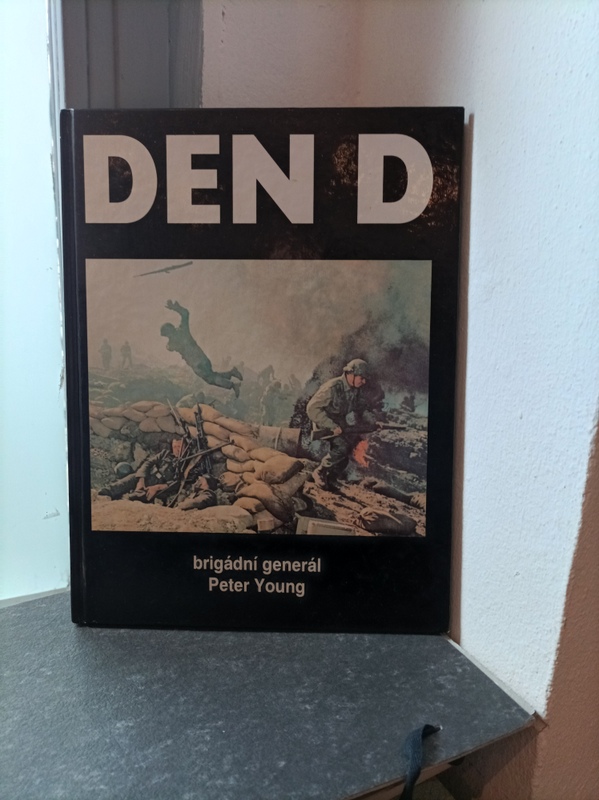 DEN D
brigádní generál
Peter Young